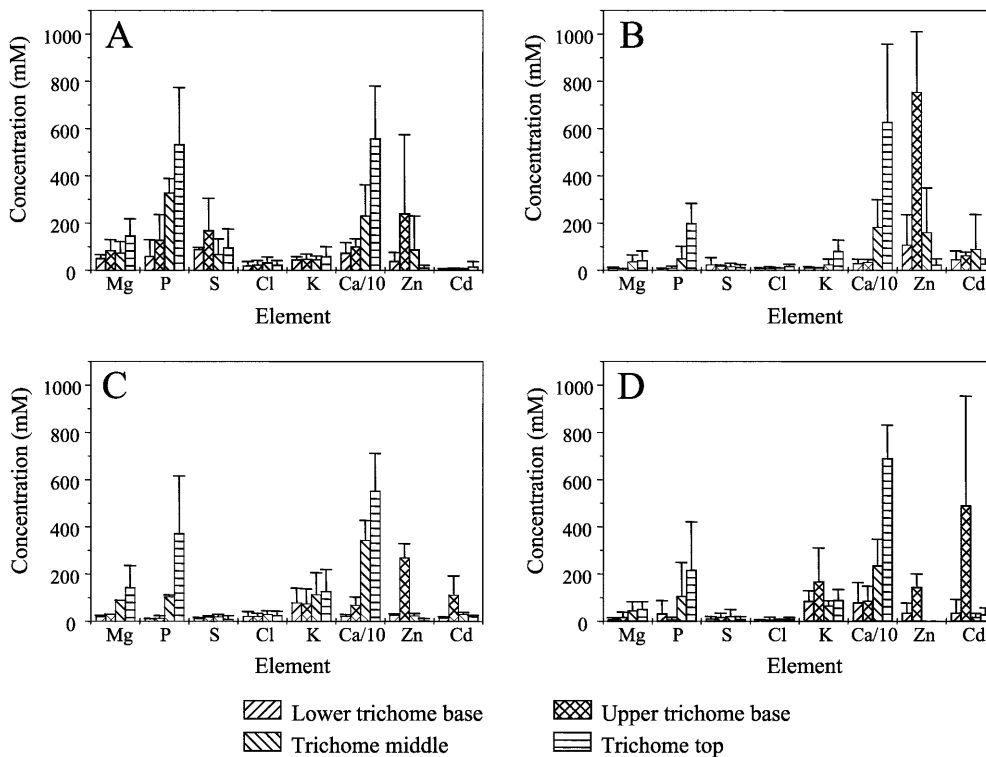 A
Concentration (mM)
1000
800
600
400
200
0
Mg P S Cl K Ca/10 Zn Cd
Element
B
Concentration (mM)
1000
800
600
400
200
0
Mg P S Cl K Ca/10 Zn Cd
Element
C
Concentration (mM)
1000
800
600
400
200
0
Mg P S Cl K Ca/10 Zn Cd
Element
D
Concentration (mM)
1000
800
600
400
200
0
Mg P S Cl K Ca/10 Zn Cd
Element
Lower trichome base
Upper trichome base
Trichome middle
Trichome top